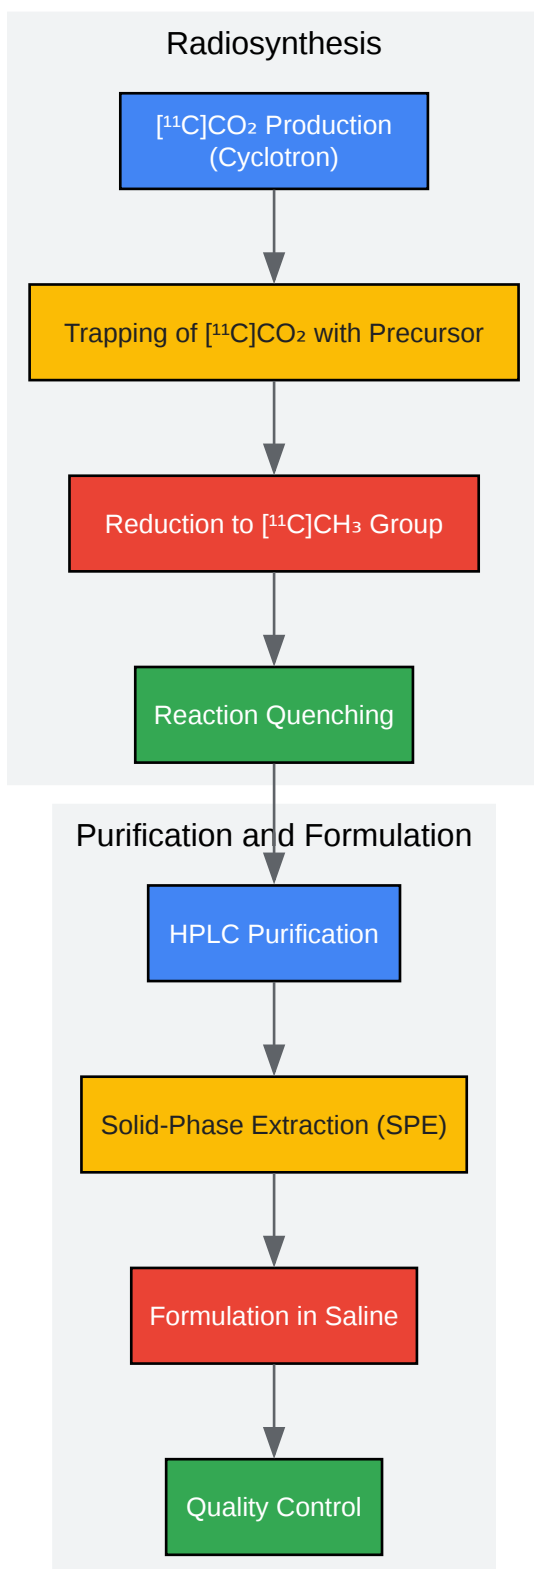 Radiosynthesis
[¹¹C]CO₂ Production
(Cyclotron)
Trapping of [¹¹C]CO₂ with Precursor
Reduction to [¹¹C]CH₃ Group
Reaction Quenching
Purification and Formulation
HPLC Purification
Solid-Phase Extraction (SPE)
Formulation in Saline
Quality Control